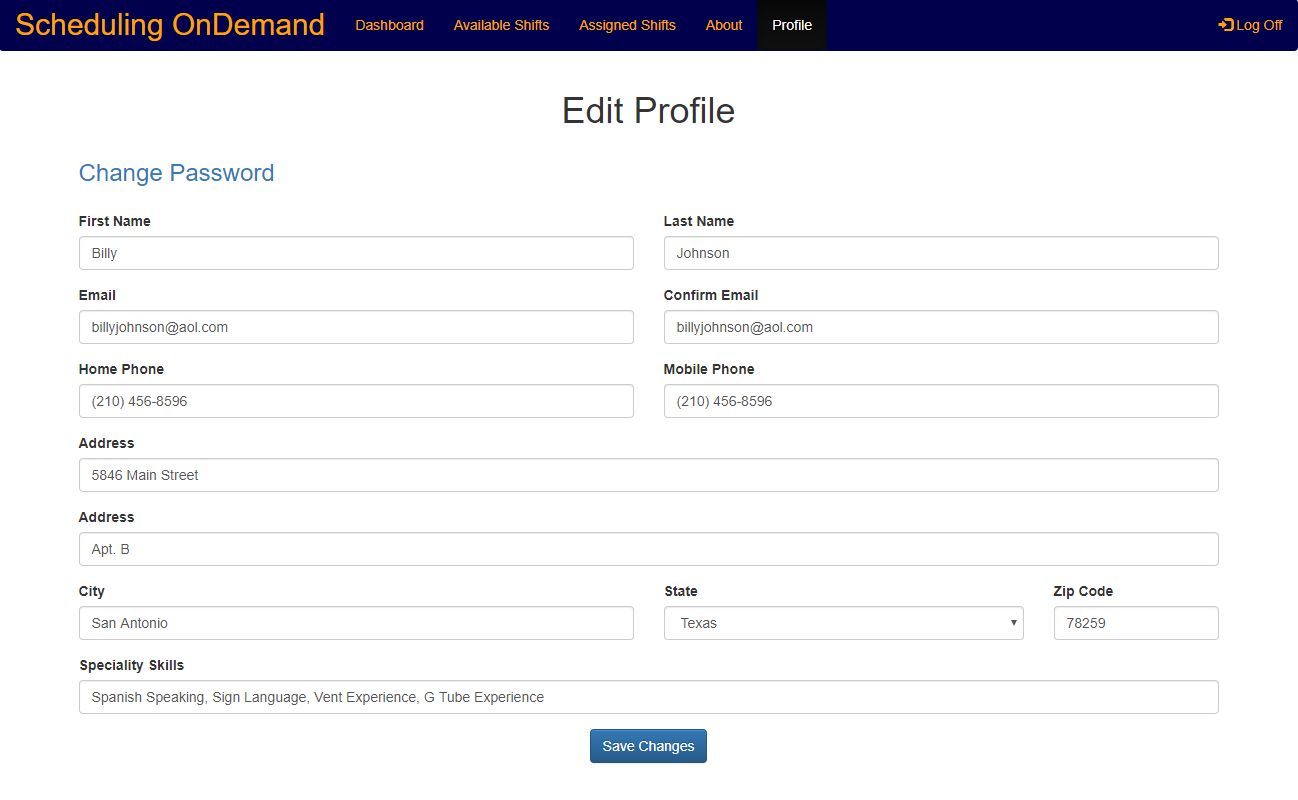 Scheduling OnDemand Dashboard Available Shifts Assigned Shifts About Profile Log Off
Edit Profile
Change Password
First Name Last Name
Billy Johnson
Email Confirm Email
billyjohnson@aol.com billyjohnson@aol.com
Home Phone Mobile Phone
(210) 456-8596 (210) 456-8596
Address
5846 Main Street
Address
Apt. B
City State Zip Code
San Antonio Texas 78259
Speciality Skills
Spanish Speaking, Sign Language, Vent Experience, G Tube Experience
Save Changes